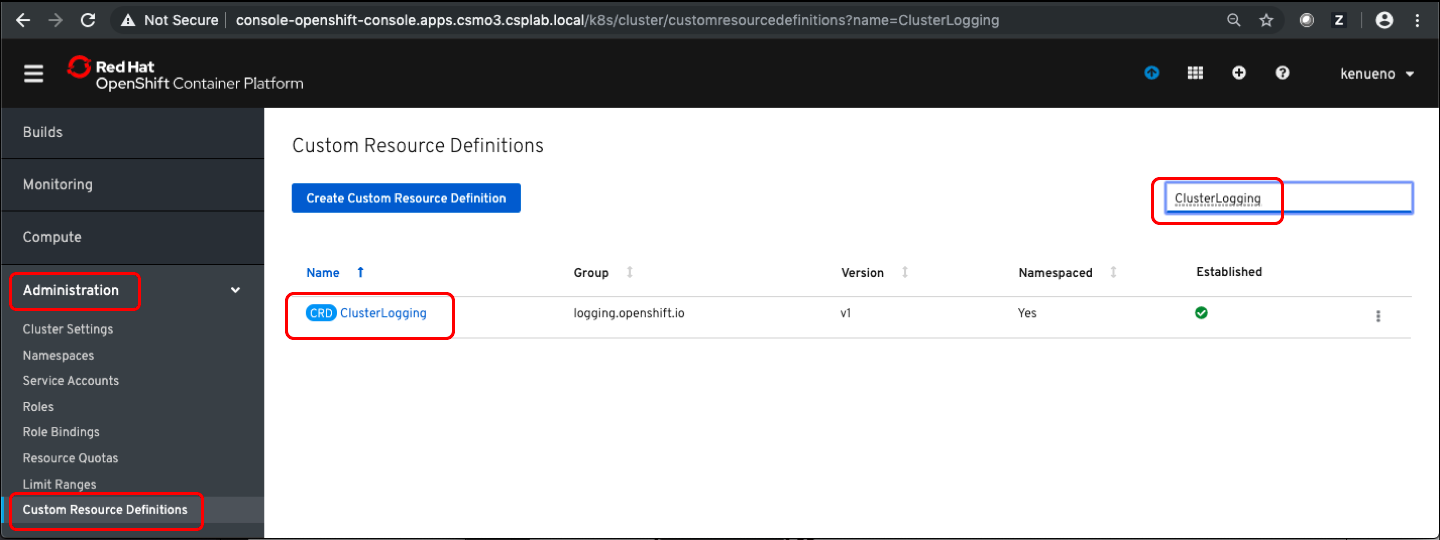 Not Secure console-openshift-console.apps.csmo3.csplab.local/k8s/cluster/customresourcedefinitions?name=ClusterLogging
Z
Red Hat
OpenShift Container Platform
kenueno
Builds
Monitoring
Compute
Administration
Cluster Settings
Namespaces
Service Accounts
Roles
Role Bindings
Resource Quotas
Limit Ranges
Custom Resource Definitions
Custom Resource Definitions
Create Custom Resource Definition
ClusterLogging
Name Group Version Namespaced Established
CRD ClusterLogging logging.openshift.io v1 Yes